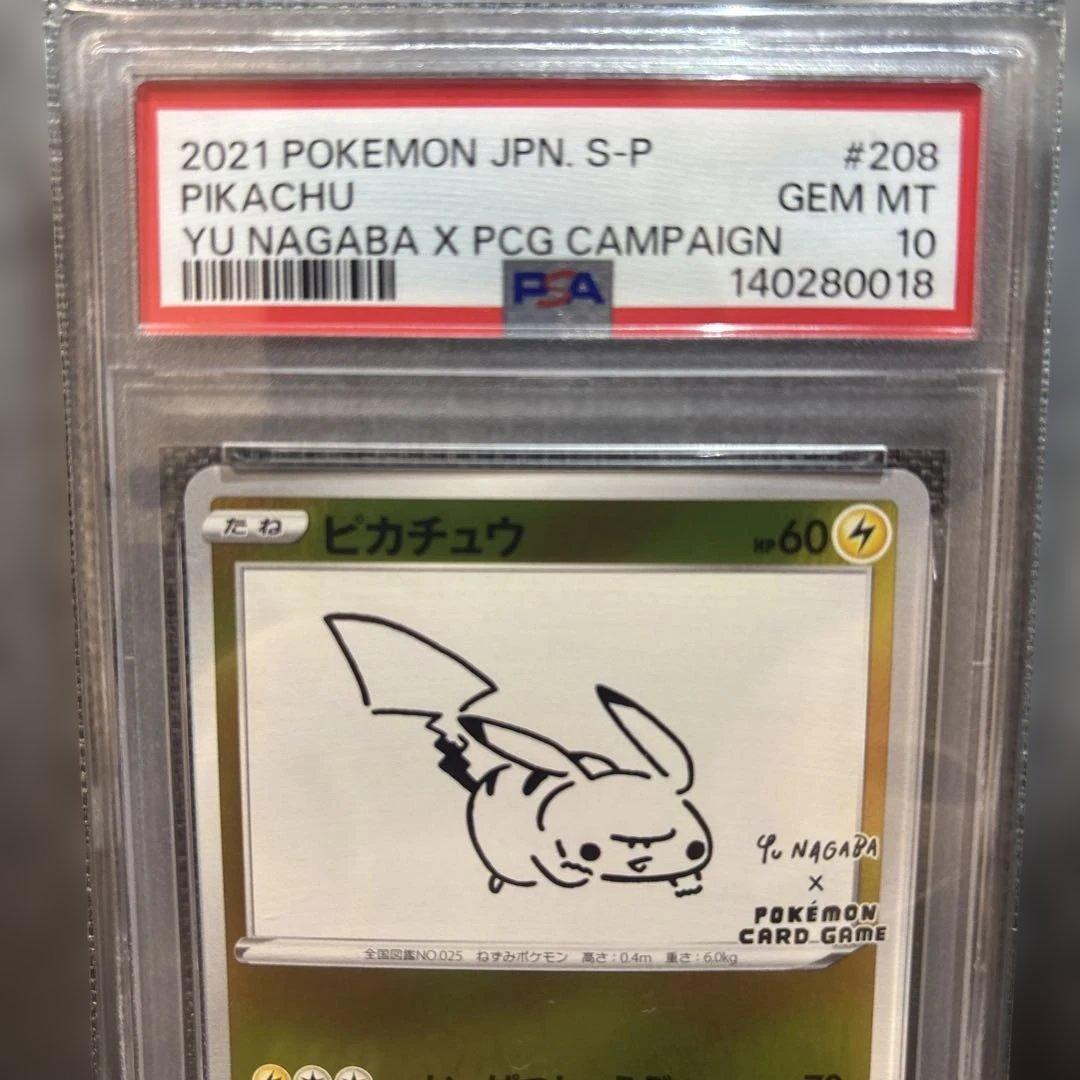 2021 POKEMON JPN. S-P #208
PIKACHU GEM MT
YU NAGABA X PCG CAMPAIGN 10
PSA 140280018
たね ピカチュウ HP60
Yu NAGABA
×
POKÉMON
CARD GAME
全国図鑑NO.025 ねずみポケモン 高さ：0.4m 重さ：6.0kg